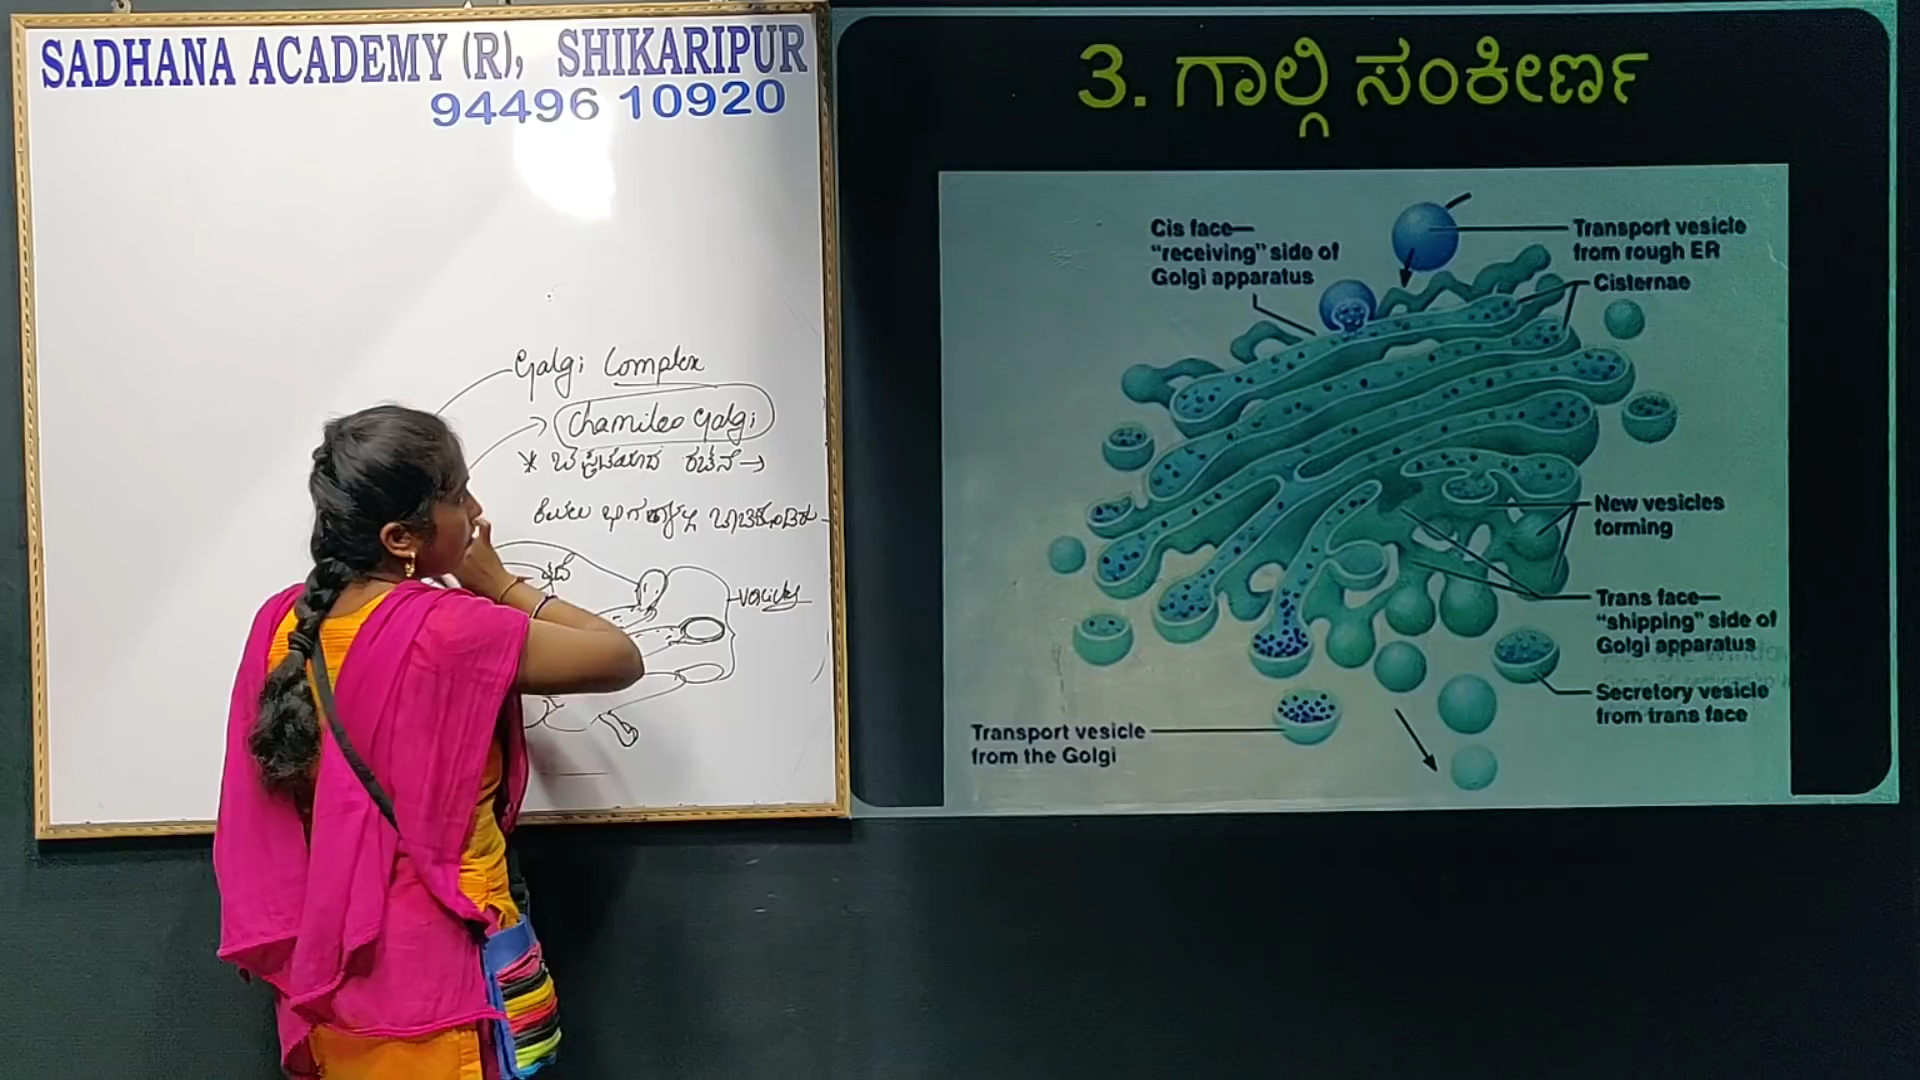 SADHANA ACADEMY (R), SHIKARIPUR
94496 10920
Golgi Complex
Chamileo Golgi
ರಚನೆ →
vesicles
3. ಗಾಲ್ಗಿ ಸಂಕೀರ್ಣ
Cis face—
"receiving" side of
Golgi apparatus
Transport vesicle
from rough ER
Cisternae
New vesicles
forming
Trans face—
"shipping" side of
Golgi apparatus
Secretory vesicle
from trans face
Transport vesicle
from the Golgi